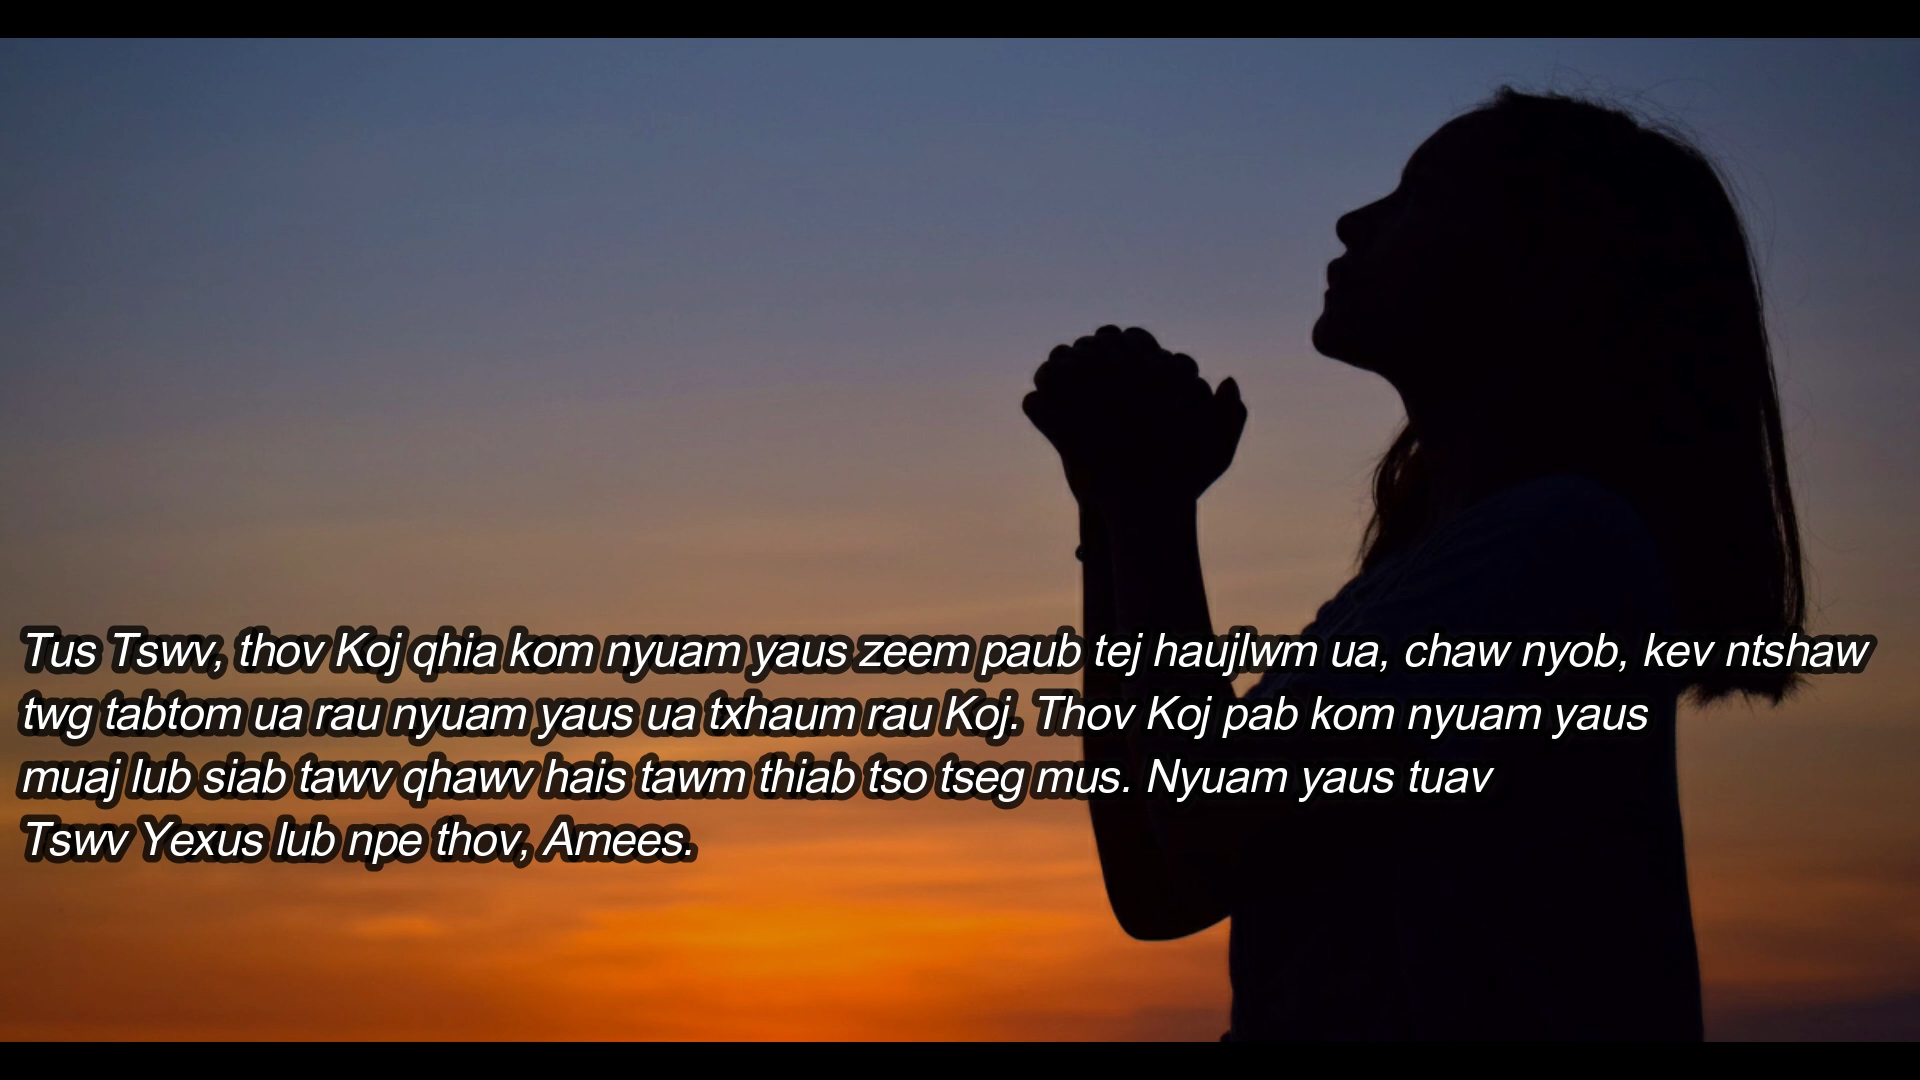 Tus Tswv, thov Koj qhia kom nyuam yaus zeem paub tej haujlwm ua, chaw nyob, kev ntshaw
twg tabtom ua rau nyuam yaus ua txhaum rau Koj. Thov Koj pab kom nyuam yaus
muaj lub siab tawv qhawv hais tawm thiab tso tseg mus. Nyuam yaus tuav
Tswv Yexus lub npe thov, Amees.